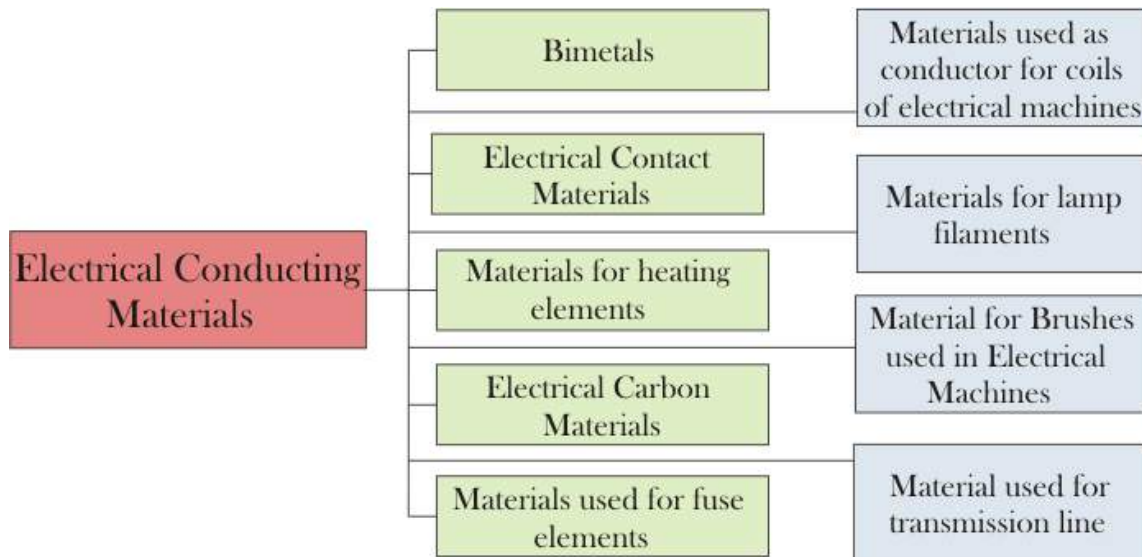 Electrical Conducting
Materials
Bimetals
Electrical Contact
Materials
Materials for heating
elements
Electrical Carbon
Materials
Materials used for fuse
elements
Materials used as
conductor for coils
of electrical machines
Materials for lamp
filaments
Material for Brushes
used in Electrical
Machines
Material used for
transmission line